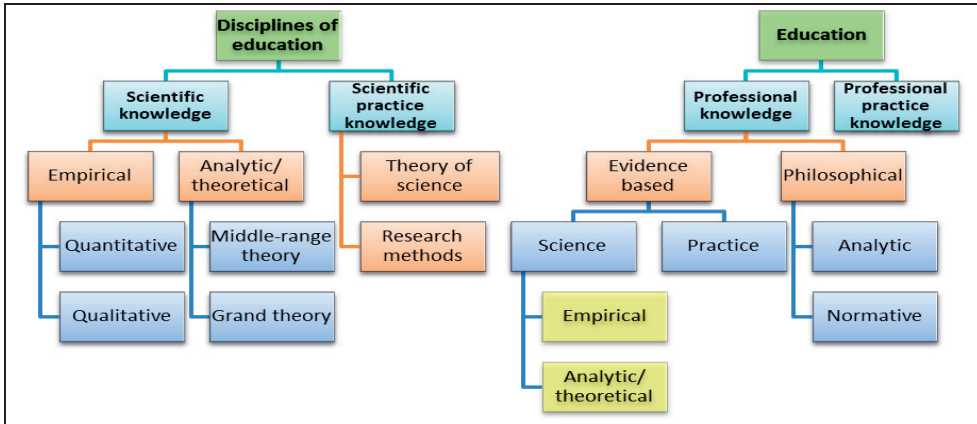 Disciplines of
education
Scientific
knowledge
Scientific
practice
knowledge
Empirical
Analytic/
theoretical
Theory of
science
Quantitative
Middle-range
theory
Research
methods
Qualitative
Grand theory
Education
Professional
knowledge
Professional
practice
knowledge
Evidence
based
Philosophical
Science
Practice
Analytic
Empirical
Normative
Analytic/
theoretical